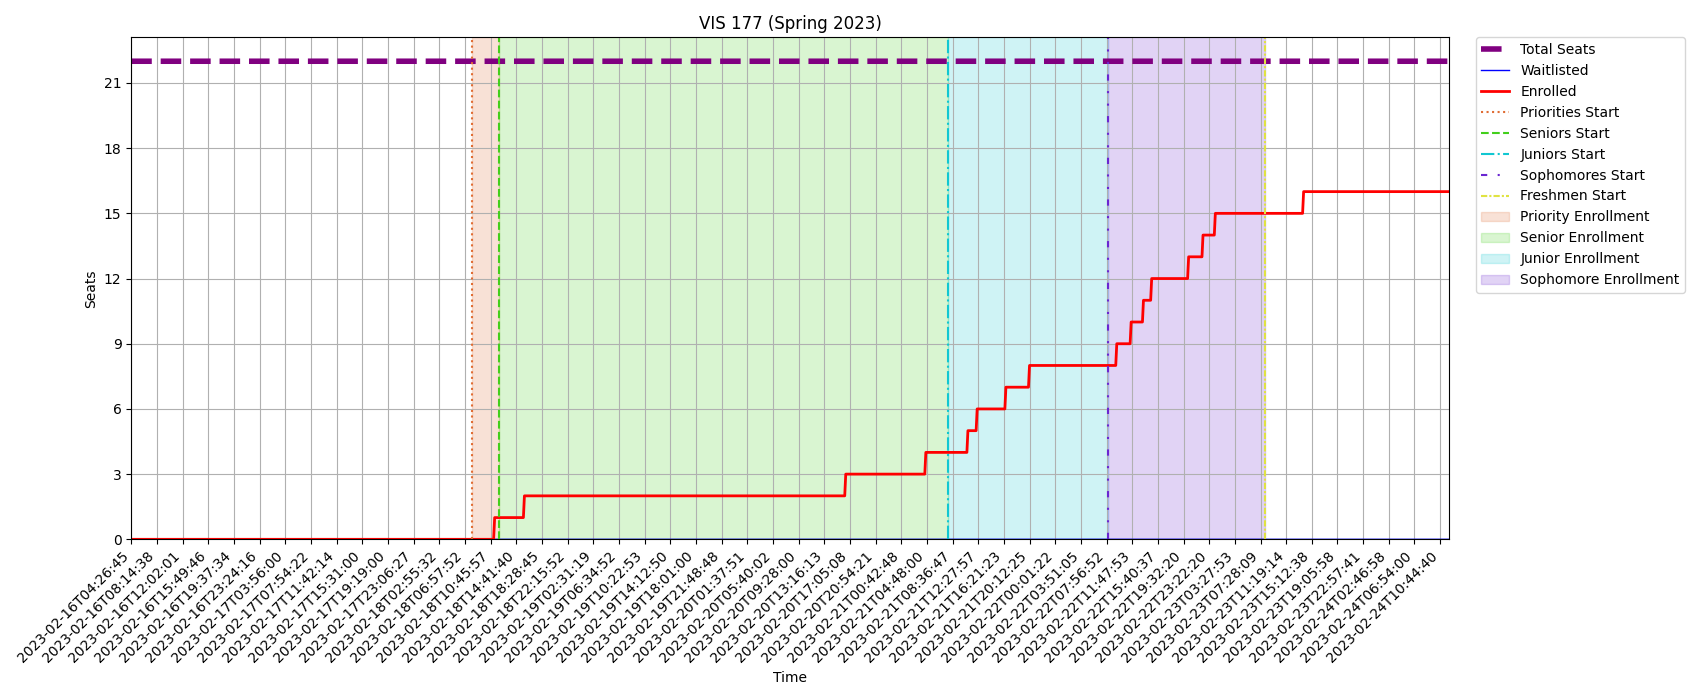 VIS 177 (Spring 2023)
Total Seats
Waitlisted
Enrolled
Priorities Start
Seniors Start
Juniors Start
Sophomores Start
Freshmen Start
Priority Enrollment
Senior Enrollment
Junior Enrollment
Sophomore Enrollment
Seats
21
18
15
12
9
6
3
0
2023-02-16T04:26:45
2023-02-16T08:14:38
2023-02-16T12:02:01
2023-02-16T15:49:46
2023-02-16T19:37:34
2023-02-16T23:24:16
2023-02-17T03:56:00
2023-02-17T07:54:22
2023-02-17T11:42:14
2023-02-17T15:31:00
2023-02-17T19:19:00
2023-02-17T23:06:27
2023-02-18T02:55:32
2023-02-18T06:57:52
2023-02-18T10:45:57
2023-02-18T14:41:40
2023-02-18T18:28:45
2023-02-18T22:15:52
2023-02-19T02:31:19
2023-02-19T06:34:52
2023-02-19T10:22:53
2023-02-19T14:12:50
2023-02-19T18:01:00
2023-02-19T21:48:48
2023-02-20T01:37:51
2023-02-20T05:40:02
2023-02-20T09:28:00
2023-02-20T13:16:13
2023-02-20T17:05:08
2023-02-20T20:54:21
2023-02-21T00:42:48
2023-02-21T04:48:00
2023-02-21T08:36:47
2023-02-21T12:27:57
2023-02-21T16:21:23
2023-02-21T20:12:25
2023-02-22T00:01:22
2023-02-22T03:51:05
2023-02-22T07:56:52
2023-02-22T11:47:53
2023-02-22T15:40:37
2023-02-22T19:32:20
2023-02-22T23:22:20
2023-02-23T03:27:53
2023-02-23T07:28:09
2023-02-23T11:19:14
2023-02-23T15:12:38
2023-02-23T19:05:58
2023-02-23T22:57:41
2023-02-24T02:46:58
2023-02-24T06:54:00
2023-02-24T10:44:40
Time